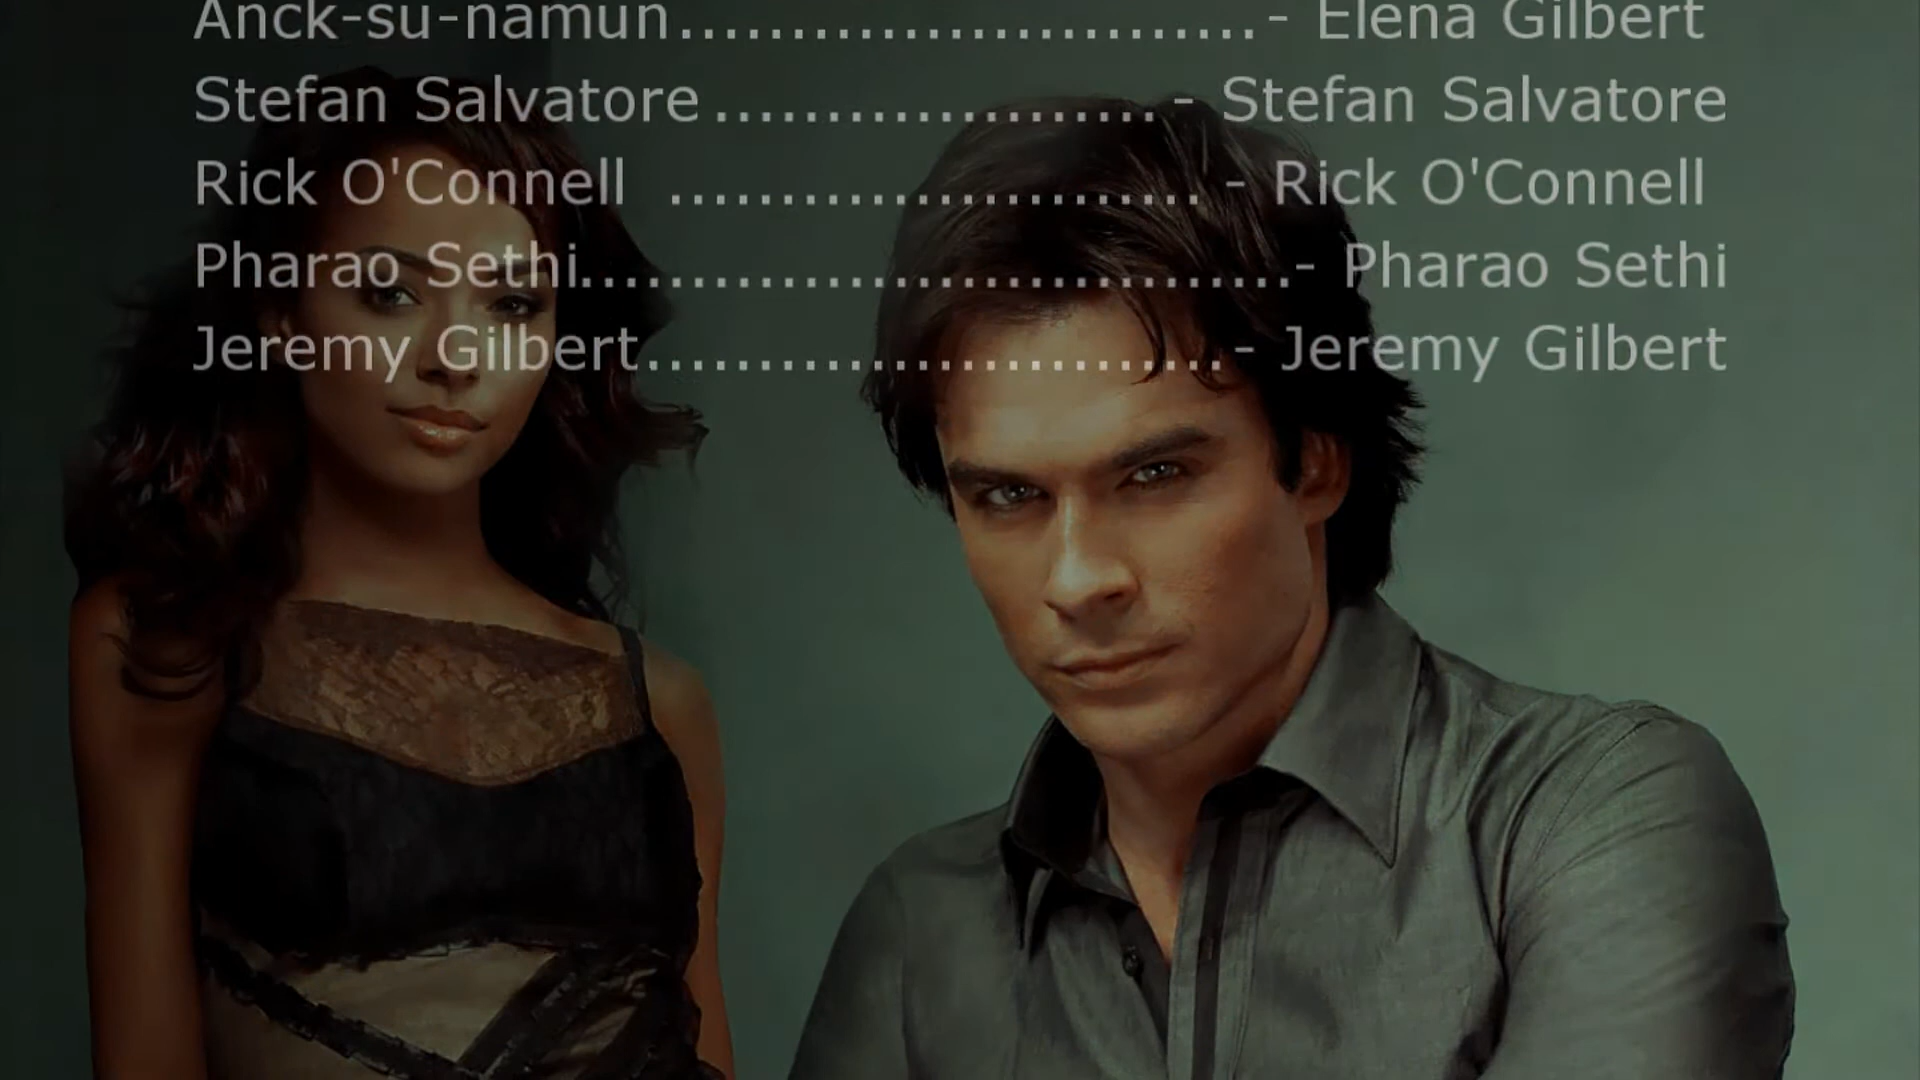 Anck-su-namun..........................- Elena Gilbert
Stefan Salvatore....................- Stefan Salvatore
Rick O'Connell ........................ - Rick O'Connell
Pharao Sethi................................- Pharao Sethi
Jeremy Gilbert..........................- Jeremy Gilbert